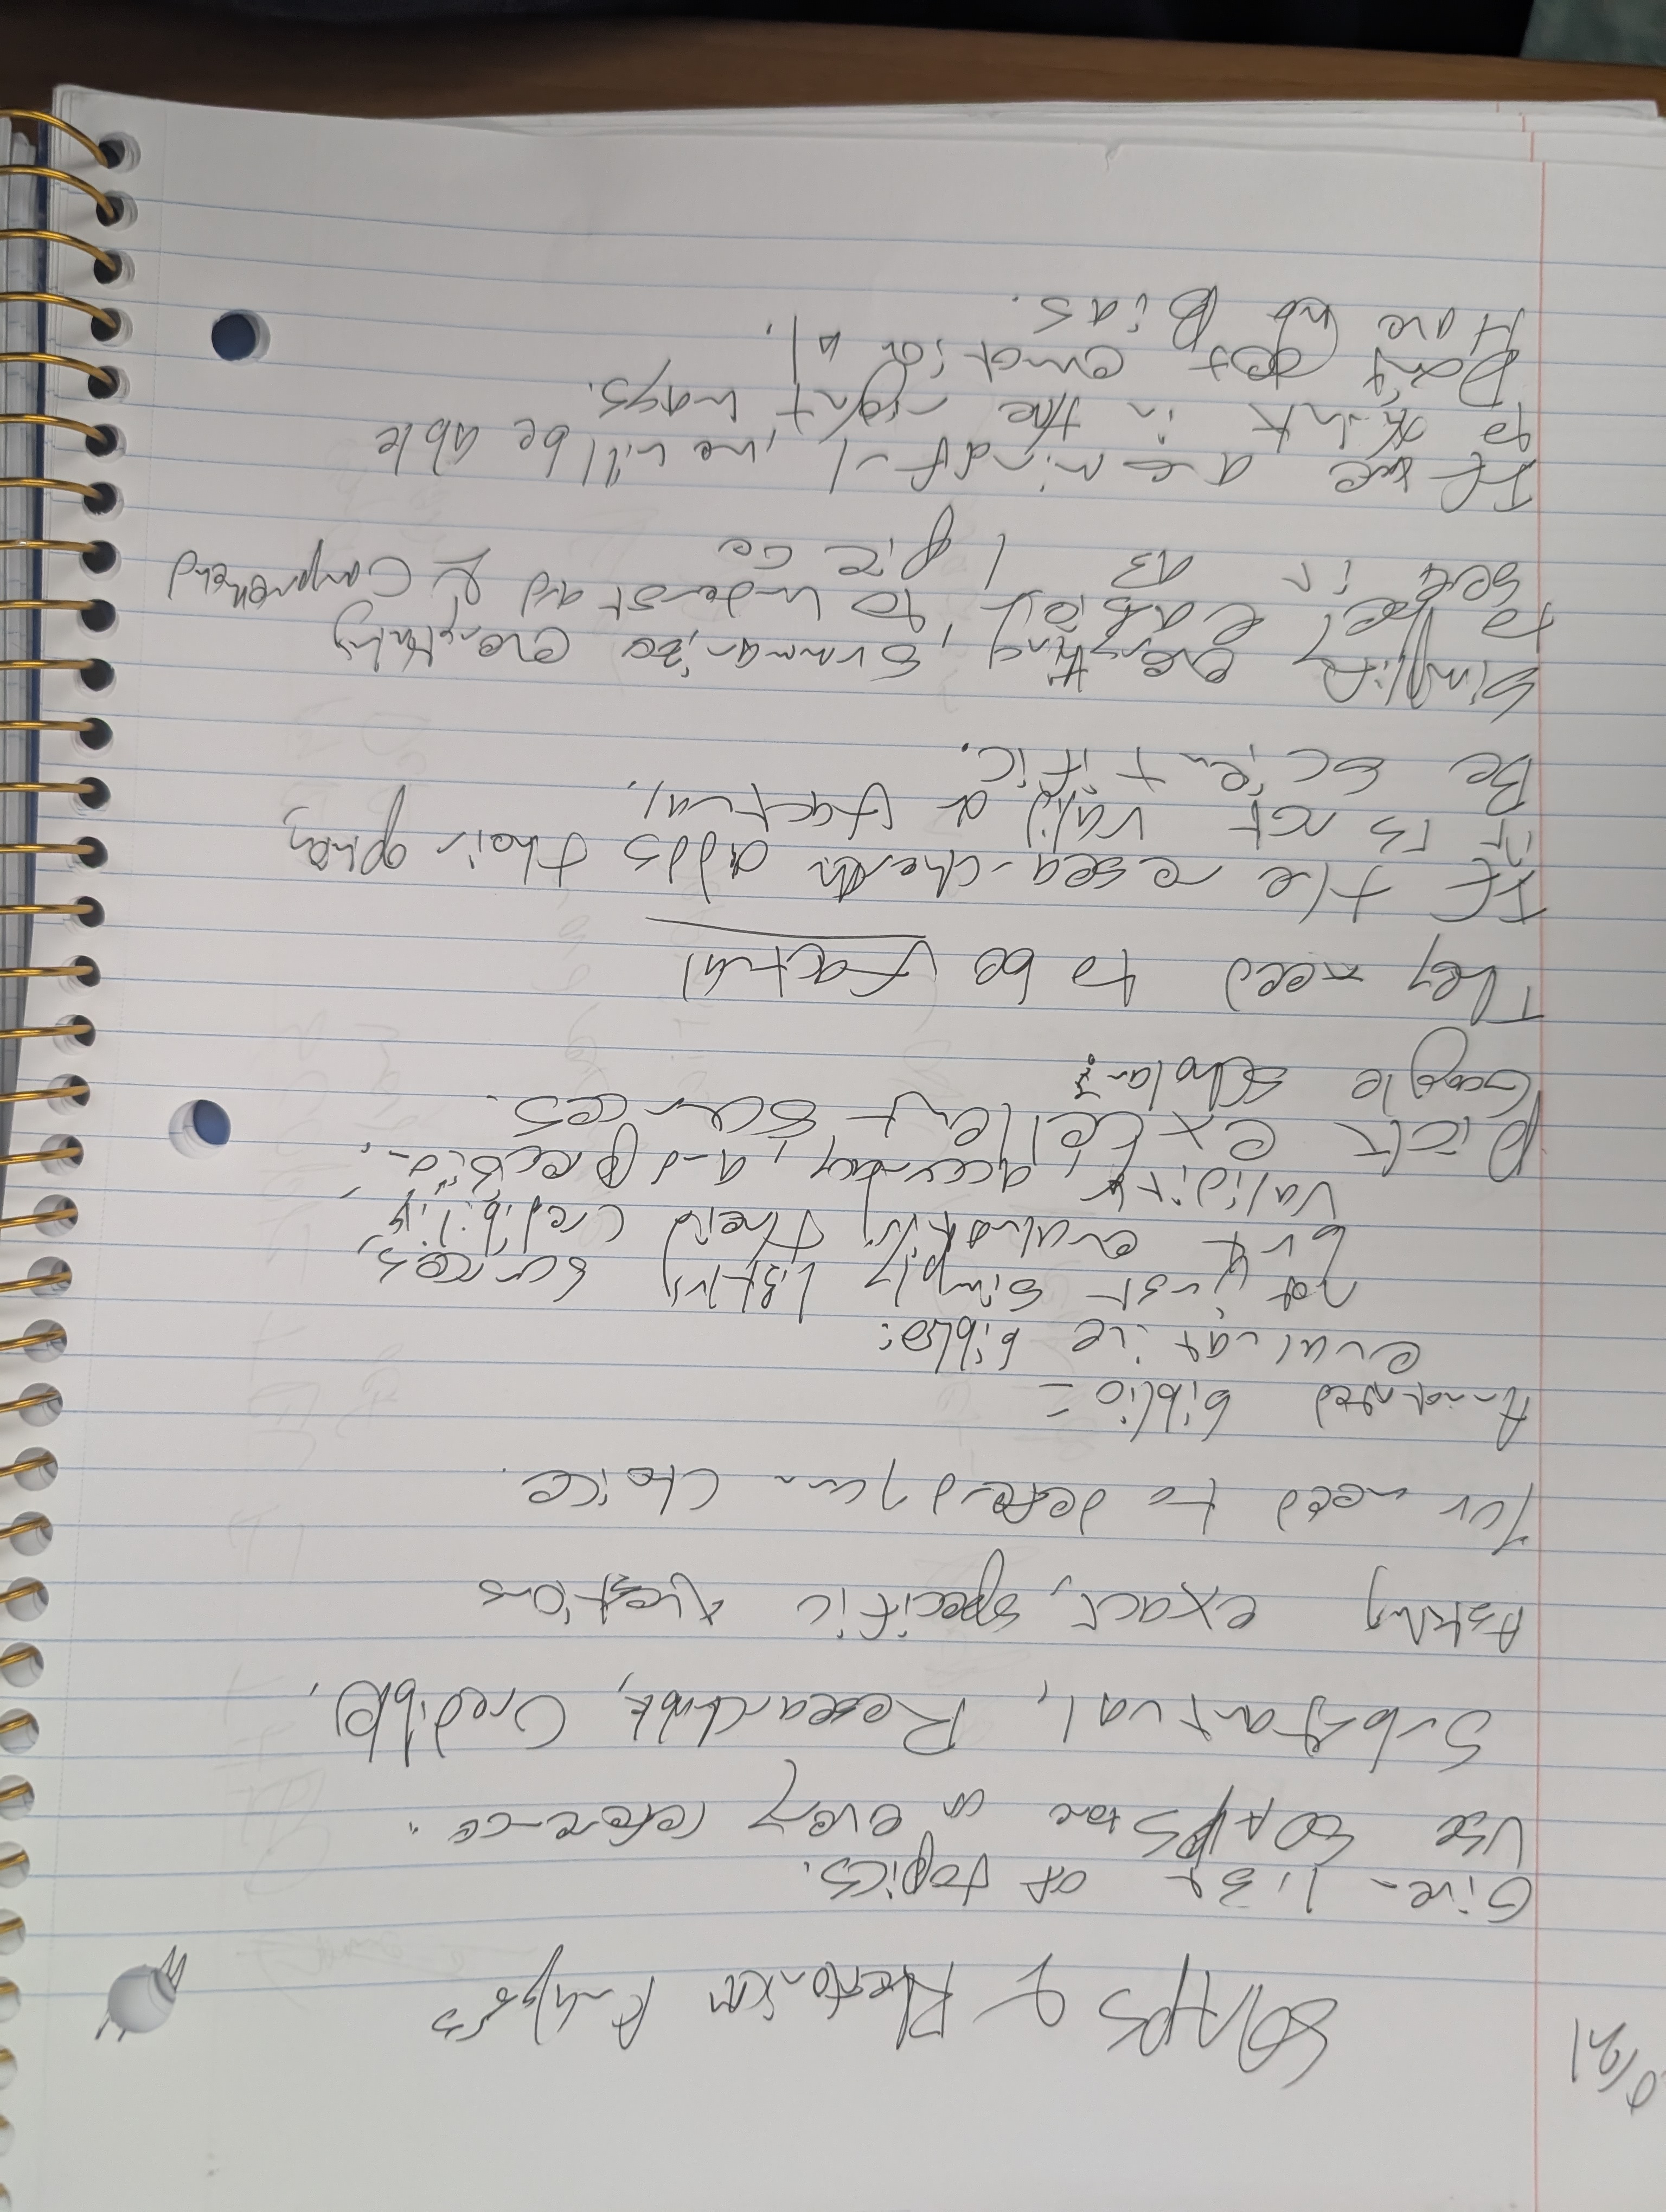 0/21
SOAPS & Analysis
Given list of topics.
Use SOAPStone on every reference.
Substantual, Researchable, Credible.
Asking exact, specific questions
You need to defend your choice.
Annotated biblio =
evaluative biblio:
not just simply listing sources,
but evaluating their credibility,
validity, accuracy, and precision.
Pick excellent sources.
Google scholar?
They need to be factual
If the researcher adds their opinion,
it is not valid or factual.
Be scientific.
Simplify everything, summarize everything
to be easier to understand & comprehend
see it as 1 piece
If we are mindful, we will be able
to think in the right ways.
Don't get emotional.
Have no Bias.